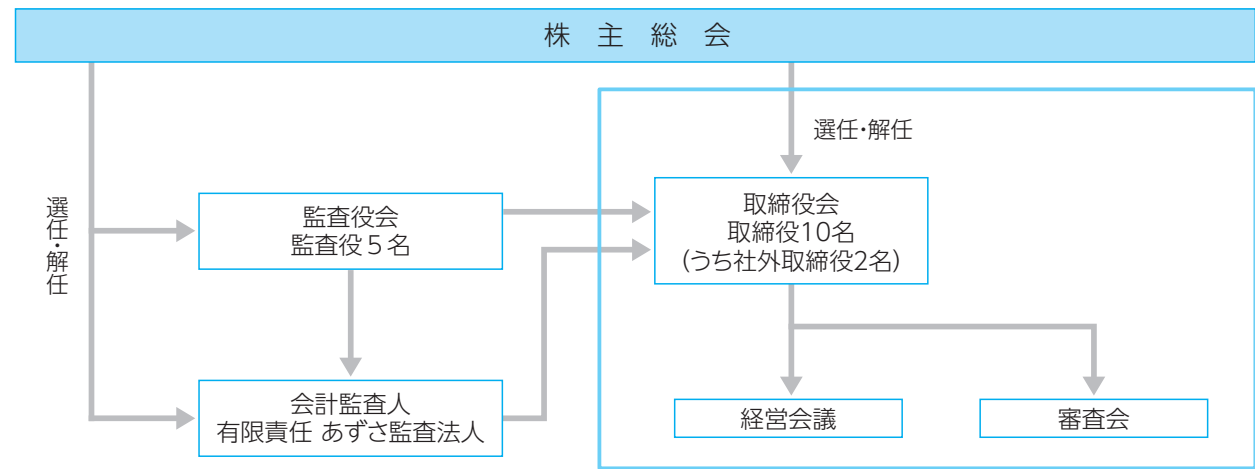 株主総会
選任・解任
選任・解任
監査役会
監査役５名
取締役会
取締役10名
(うち社外取締役2名)
会計監査人
有限責任 あずさ監査法人
経営会議
審査会